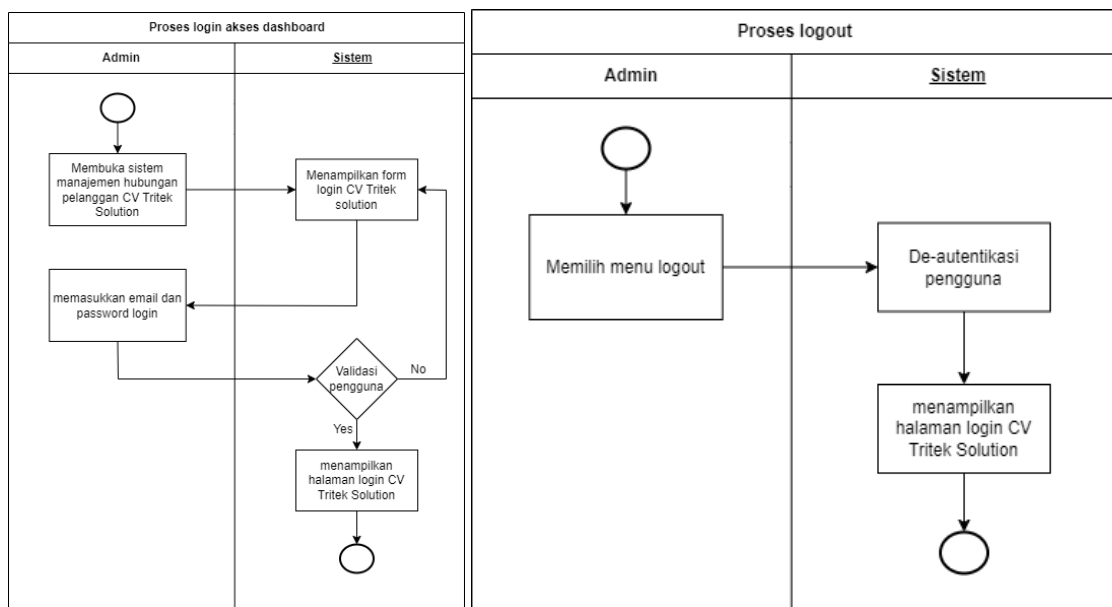 Proses login akses dashboard
Admin
Sistem
Membuka sistem
manajemen hubungan
pelanggan CV Tritek
Solution
Menampilkan form
login CV Tritek
solution
memasukkan email dan
password login
Validasi
pengguna
No
Yes
menampilkan
halaman login CV
Tritek Solution
Proses logout
Admin
Sistem
Memilih menu logout
De-autentikasi
pengguna
menampilkan
halaman login CV
Tritek Solution